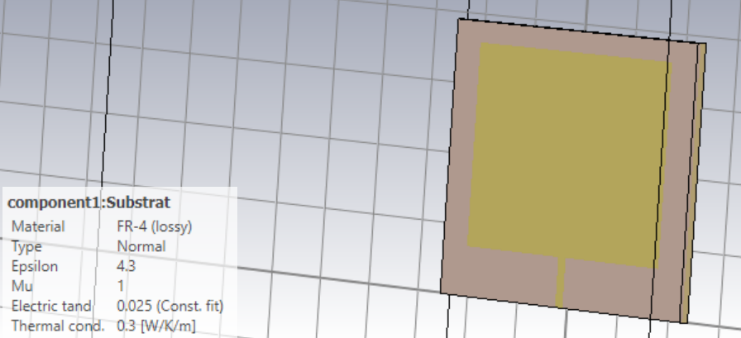 component1:Substrat
Material FR-4 (lossy)
Type Normal
Epsilon 4.3
Mu 1
Electric tand 0.025 (Const. fit)
Thermal cond. 0.3 [W/K/m]